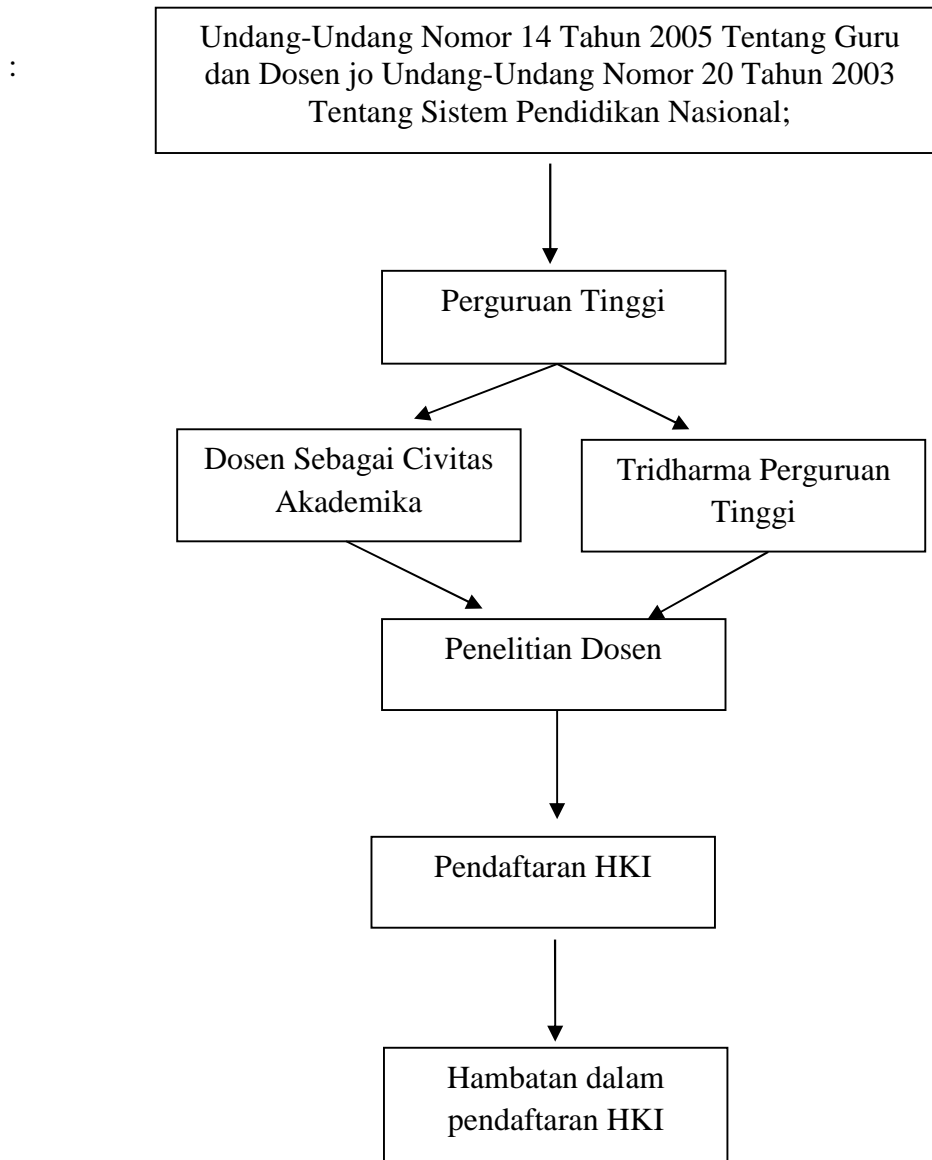 :
Undang-Undang Nomor 14 Tahun 2005 Tentang Guru
dan Dosen jo Undang-Undang Nomor 20 Tahun 2003
Tentang Sistem Pendidikan Nasional;
Perguruan Tinggi
Dosen Sebagai Civitas
Akademika
Tridharma Perguruan
Tinggi
Penelitian Dosen
Pendaftaran HKI
Hambatan dalam
pendaftaran HKI